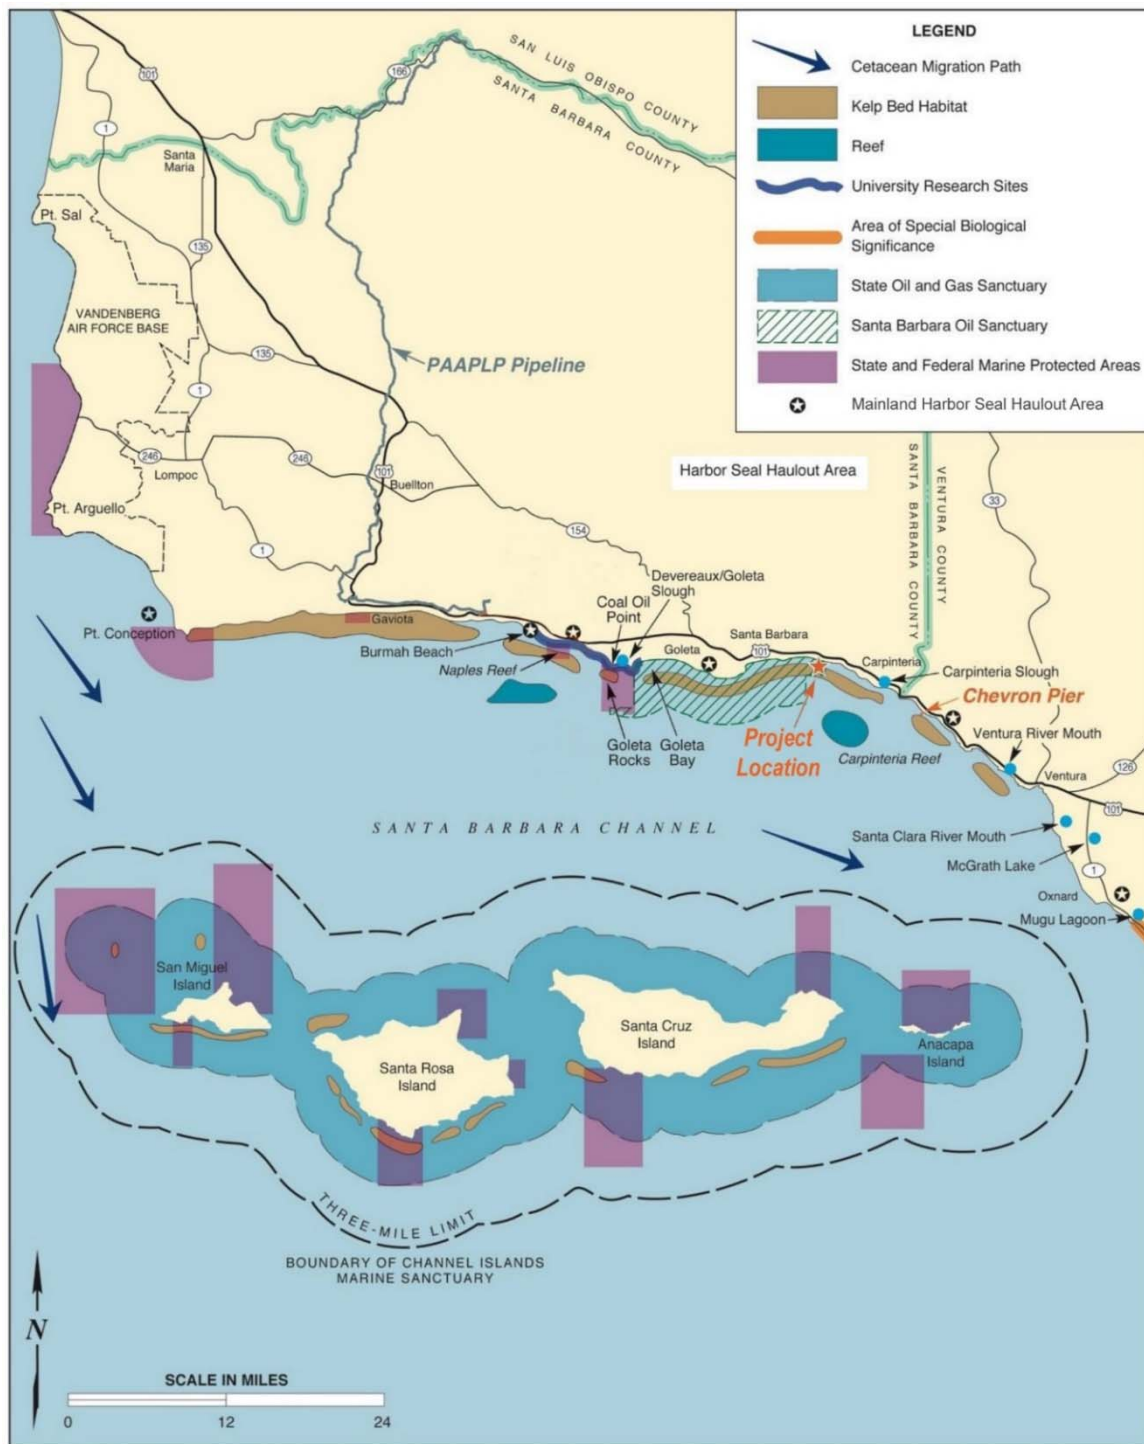 LEGEND
Cetacean Migration Path
Kelp Bed Habitat
Reef
University Research Sites
Area of Special Biological
Significance
State Oil and Gas Sanctuary
Santa Barbara Oil Sanctuary
State and Federal Marine Protected Areas
Mainland Harbor Seal Haulout Area
SAN LUIS OBISPO COUNTY
SANTA BARBARA COUNTY
101
166
1
Santa
Maria
Pt. Sal
135
VANDENBERG
AIR FORCE BASE
135
PAAPLP Pipeline
1
246
Lompoc
246
101
Buellton
Harbor Seal Haulout Area
SANTA BARBARA COUNTY
VENTURA COUNTY
33
Pt. Arguello
1
154
Devereaux/Goleta
Slough
Coal Oil
Point
Pt. Conception
Gaviota
Burmah Beach
Naples Reef
Goleta
Santa Barbara
101
Carpinteria
Carpinteria Slough
Chevron Pier
Goleta
Rocks
Goleta
Bay
Project
Location
Carpinteria Reef
Ventura River Mouth
Ventura
126
101
SANTA BARBARA CHANNEL
Santa Clara River Mouth
McGrath Lake
1
Oxnard
Mugu Lagoon
San Miguel
Island
Santa Rosa
Island
Santa Cruz
Island
Anacapa
Island
THREE-MILE LIMIT
BOUNDARY OF CHANNEL ISLANDS
MARINE SANCTUARY
N
SCALE IN MILES
0 12 24